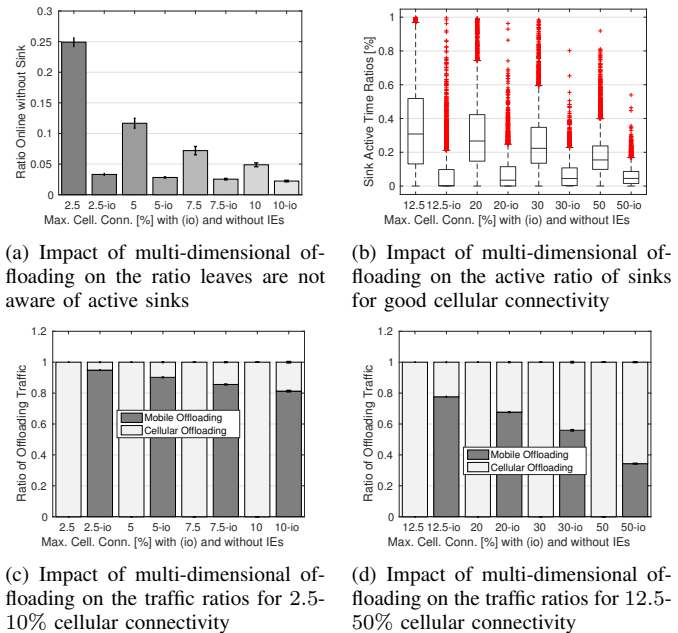 0.3
0.25
0.2
0.15
0.1
0.05
0
Ratio Online without Sink
2.5 2.5-io 5 5-io 7.5 7.5-io 10 10-io
Max. Cell. Conn. [%] with (io) and without IEs
(a) Impact of multi-dimensional of-
floading on the ratio leaves are not
aware of active sinks
1
0.8
0.6
0.4
0.2
0
Sink Active Time Ratios [%]
12.5 12.5-io 20 20-io 30 30-io 50 50-io
Max. Cell. Conn. [%] with (io) and without IEs
(b) Impact of multi-dimensional of-
floading on the active ratio of sinks
for good cellular connectivity
1.2
1
0.8
0.6
0.4
0.2
0
Ratio of Offloading Traffic
Mobile Offloading
Cellular Offloading
2.5 2.5-io 5 5-io 7.5 7.5-io 10 10-io
Max. Cell. Conn. [%] with (io) and without IEs
(c) Impact of multi-dimensional of-
floading on the traffic ratios for 2.5-
10% cellular connectivity
1.2
1
0.8
0.6
0.4
0.2
0
Ratio of Offloading Traffic
Mobile Offloading
Cellular Offloading
12.5 12.5-io 20 20-io 30 30-io 50 50-io
Max. Cell. Conn. [%] with (io) and without IEs
(d) Impact of multi-dimensional of-
floading on the traffic ratios for 12.5-
50% cellular connectivity